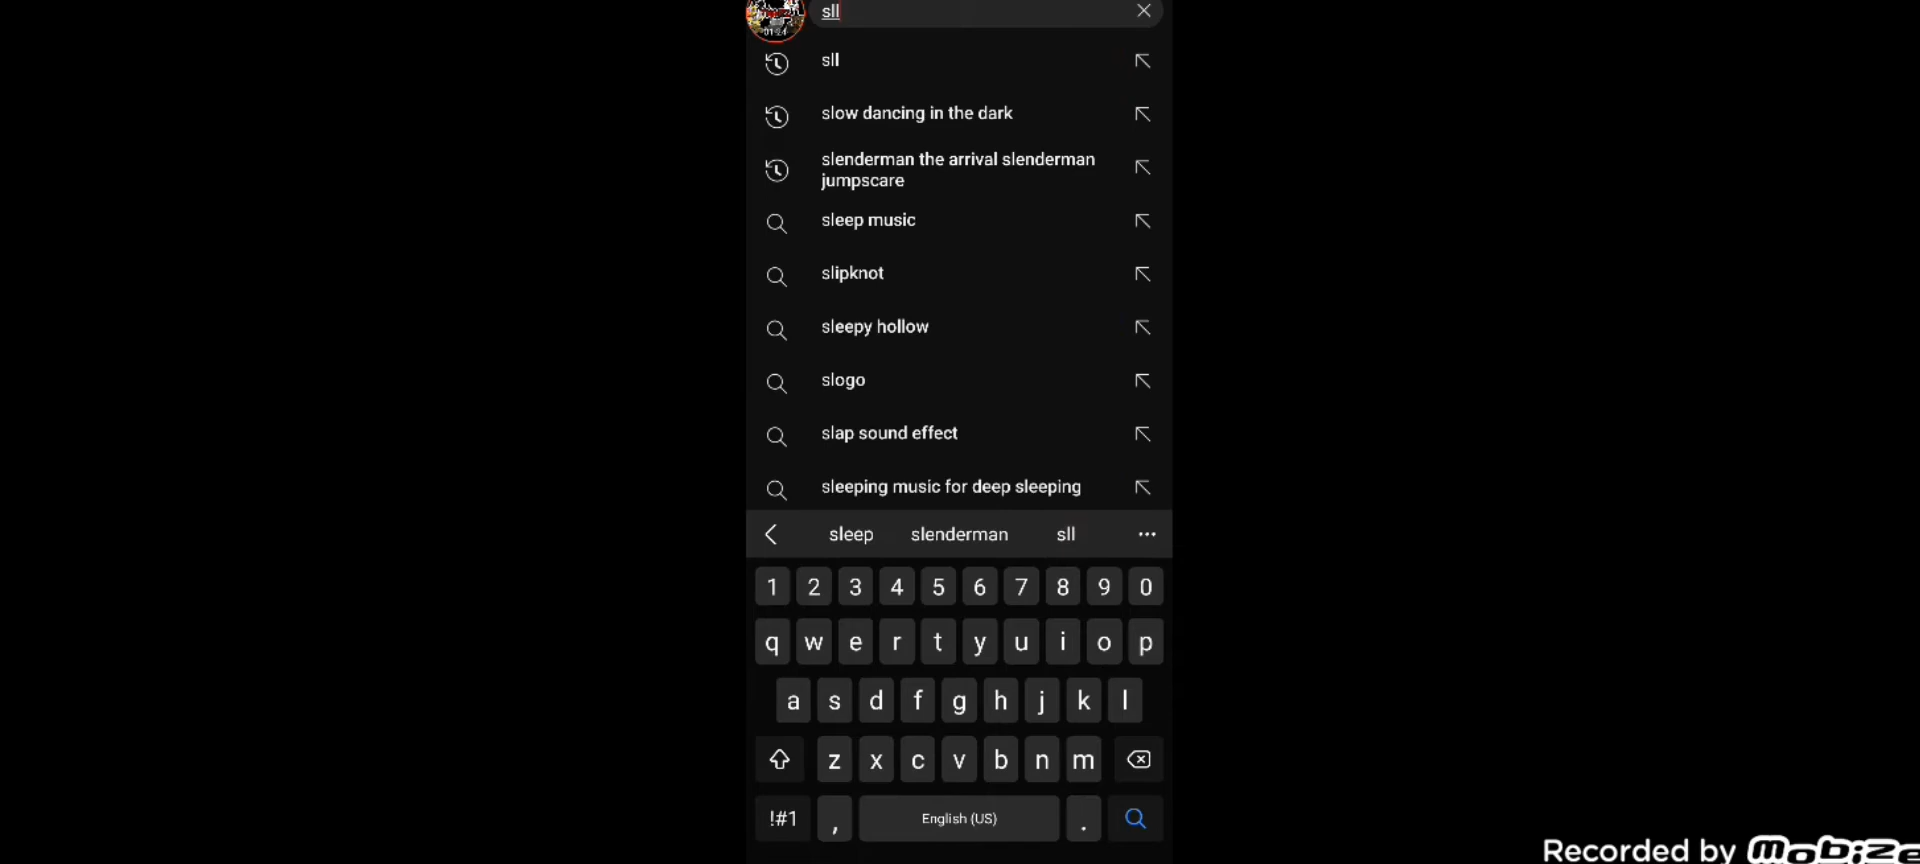 sll
01:24
sll
slow dancing in the dark
slenderman the arrival slenderman
jumpscare
sleep music
slipknot
sleepy hollow
slogo
slap sound effect
sleeping music for deep sleeping
sleep slenderman sll
1 2 3 4 5 6 7 8 9 0
q w e r t y u i o p
a s d f g h j k l
z x c v b n m
!#1 , English (US) .
Recorded by